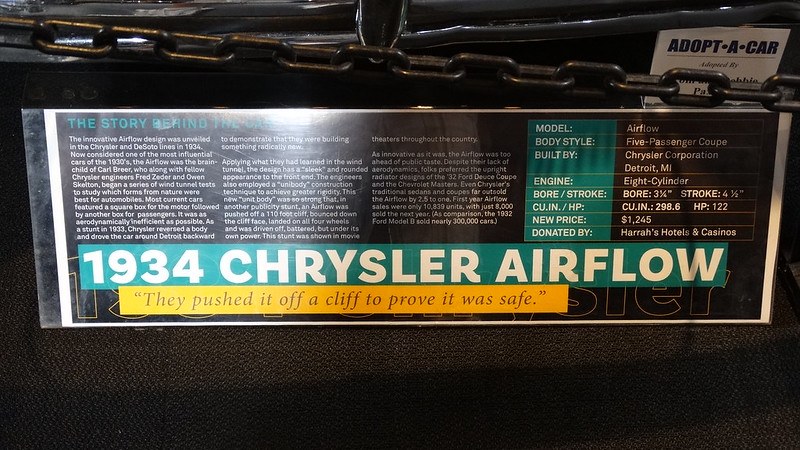 ADOPT•A•CAR
Adopted By
THE STORY BEHIND THE CAR
The innovative Airflow design was unveiled
in the Chrysler and DeSoto lines in 1934.
Now considered one of the most influential
cars of the 1930's, the Airflow was the brain-
child of Carl Breer, who along with fellow
Chrysler engineers Fred Zeder and Owen
Skelton, began a series of wind tunnel tests
to study which forms from nature were
best for automobiles. Most current cars
featured a square box for the motor followed
by another box for passengers. It was as
aerodynamically inefficient as possible. As
a stunt in 1933, Chrysler reversed a body
and drove the car around Detroit backward
to demonstrate that they were building
something radically new.
Applying what they had learned in the wind
tunnel, the design has a "sleek" and rounded
appearance to the front end. The engineers
also employed a "unibody" construction
technique to achieve greater rigidity. This
new "unit body" was so strong that, in
another publicity stunt, an Airflow was
pushed off a 110 foot cliff, bounced down
the cliff face, landed on all four wheels
and was driven off, battered, but under its
own power. This stunt was shown in movie
theaters throughout the country.
As innovative as it was, the Airflow was too
ahead of public taste. Despite their lack of
aerodynamics, folks preferred the upright
radiator designs of the '32 Ford Deuce Coupe
and the Chevrolet Masters. Even Chrysler's
traditional sedans and coupes far outsold
the Airflow by 2.5 to one. First year Airflow
sales were only 10,839 units, with just 8,000
sold the next year. (As comparison, the 1932
Ford Model B sold nearly 300,000 cars.)
MODEL: Airflow
BODY STYLE: Five-Passenger Coupe
BUILT BY: Chrysler Corporation
Detroit, MI
ENGINE: Eight-Cylinder
BORE / STROKE: BORE: 3¼" STROKE: 4 ½"
CU.IN. / HP: CU.IN.: 298.6 HP: 122
NEW PRICE: $1,245
DONATED BY: Harrah's Hotels & Casinos
1934 CHRYSLER AIRFLOW
"They pushed it off a cliff to prove it was safe."